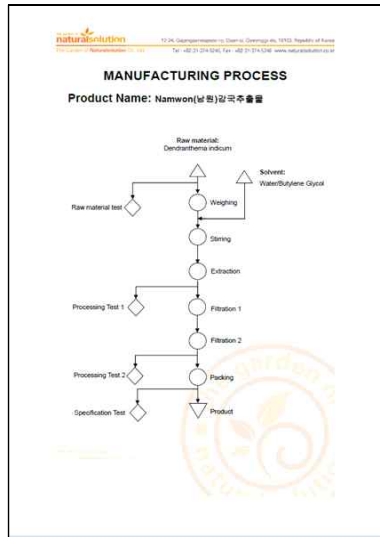 naturalsolution
MANUFACTURING PROCESS
Product Name: Namwon(남원)감국추출물
Raw material:
Dendranthema indicum
Solvent:
Water/Butylene Glycol
Weighing
Raw material test
Stirring
Extraction
Processing Test 1
Filtration 1
Filtration 2
Processing Test 2
Packing
Specification Test
Product